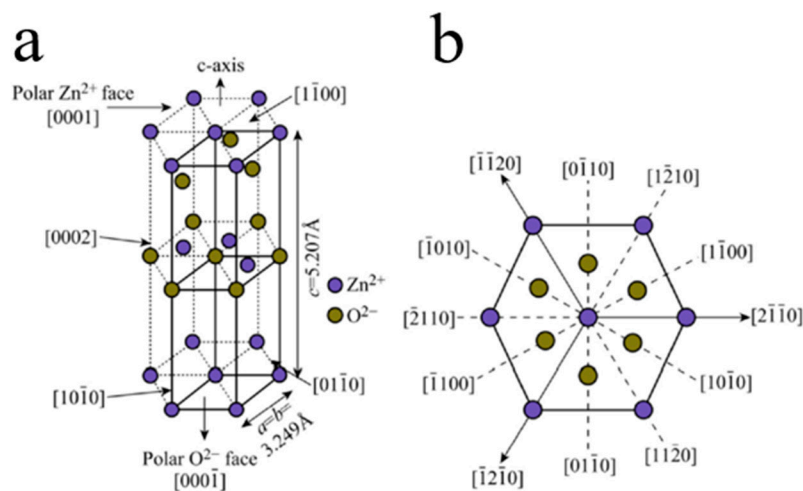 a
c-axis
Polar Zn²⁺ face
[0001]
[11̄00]
[0002]
c=5.207Å
Zn²⁺
O²⁻
[101̄0]
[011̄0]
a=b=
3.249Å
Polar O²⁻ face
[0001̄]
b
[1̄1̄20]
[01̄10]
[12̄10]
[1̄010]
[11̄00]
[2̄110]
[21̄1̄0]
[1̄100]
[101̄0]
[1̄21̄0]
[011̄0]
[112̄0]